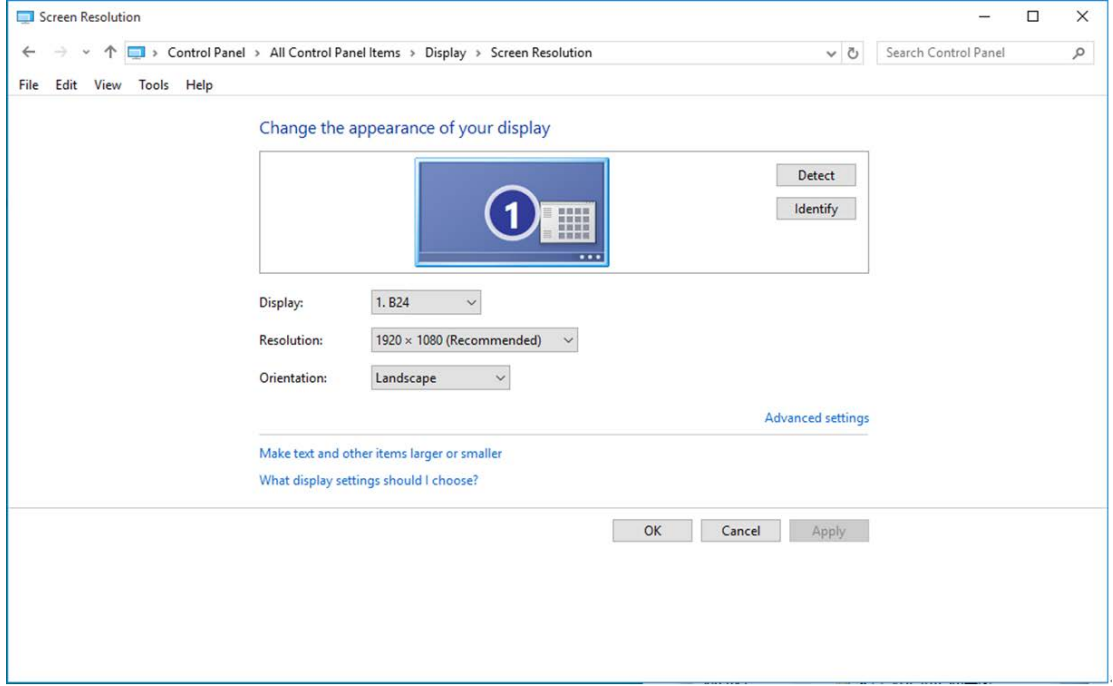 Screen Resolution
Control Panel > All Control Panel Items > Display > Screen Resolution
Search Control Panel
File Edit View Tools Help
Change the appearance of your display
1
Detect
Identify
Display: 1. B24
Resolution: 1920 × 1080 (Recommended)
Orientation: Landscape
Advanced settings
Make text and other items larger or smaller
What display settings should I choose?
OK Cancel Apply